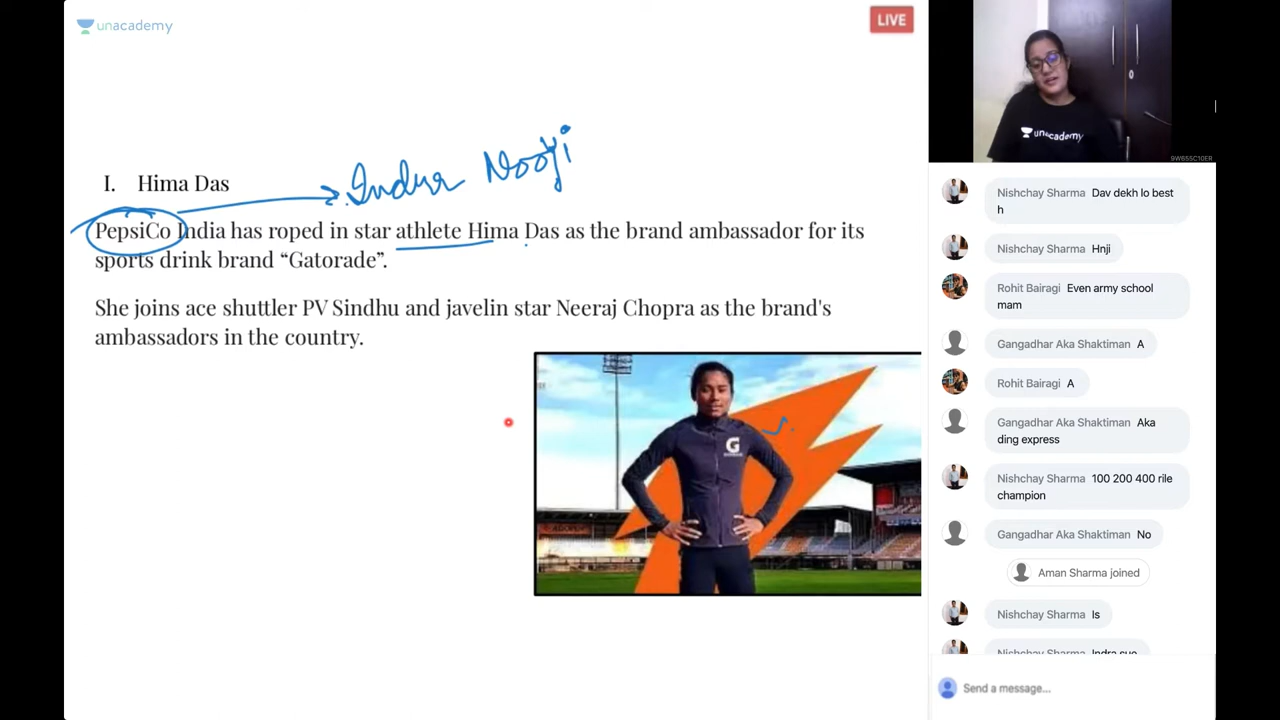 unacademy
LIVE
Indra Nooyi
I. Hima Das
PepsiCo India has roped in star athlete Hima Das as the brand ambassador for its
sports drink brand “Gatorade”.
She joins ace shuttler PV Sindhu and javelin star Neeraj Chopra as the brand's
ambassadors in the country.
G
unacademy
9W655C10ER
Nishchay Sharma Dav dekh lo best
h
Nishchay Sharma Hnji
Rohit Bairagi Even army school
mam
Gangadhar Aka Shaktiman A
Rohit Bairagi A
Gangadhar Aka Shaktiman Aka
ding express
Nishchay Sharma 100 200 400 rile
champion
Gangadhar Aka Shaktiman No
Aman Sharma joined
Nishchay Sharma Is
Nishchay Sharma Indra
Send a message...